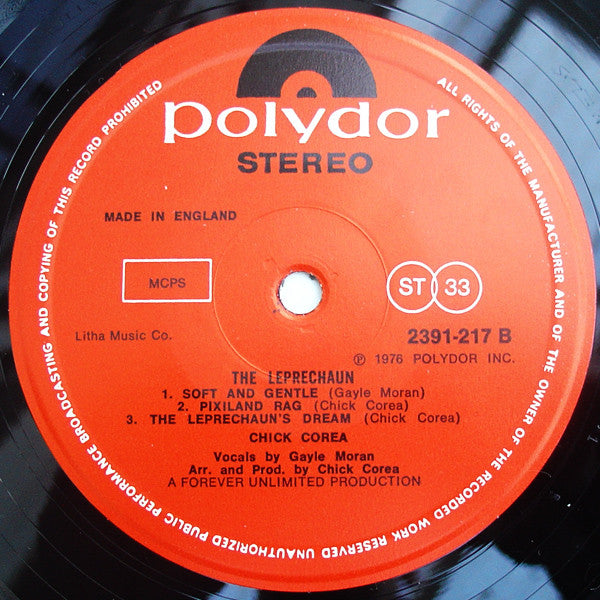 polydor
STEREO
MADE IN ENGLAND
MCPS
ST 33
Litha Music Co.
2391-217 B
℗ 1976 POLYDOR INC.
THE LEPRECHAUN
1. SOFT AND GENTLE (Gayle Moran)
2. PIXILAND RAG (Chick Corea)
3. THE LEPRECHAUN'S DREAM (Chick Corea)
CHICK COREA
Vocals by Gayle Moran
Arr. and Prod. by Chick Corea
A FOREVER UNLIMITED PRODUCTION
ALL RIGHTS OF THE MANUFACTURER AND OF THE OWNER OF THE RECORDED WORK RESERVED UNAUTHORIZED PUBLIC PERFORMANCE BROADCASTING AND COPYING OF THIS RECORD PROHIBITED